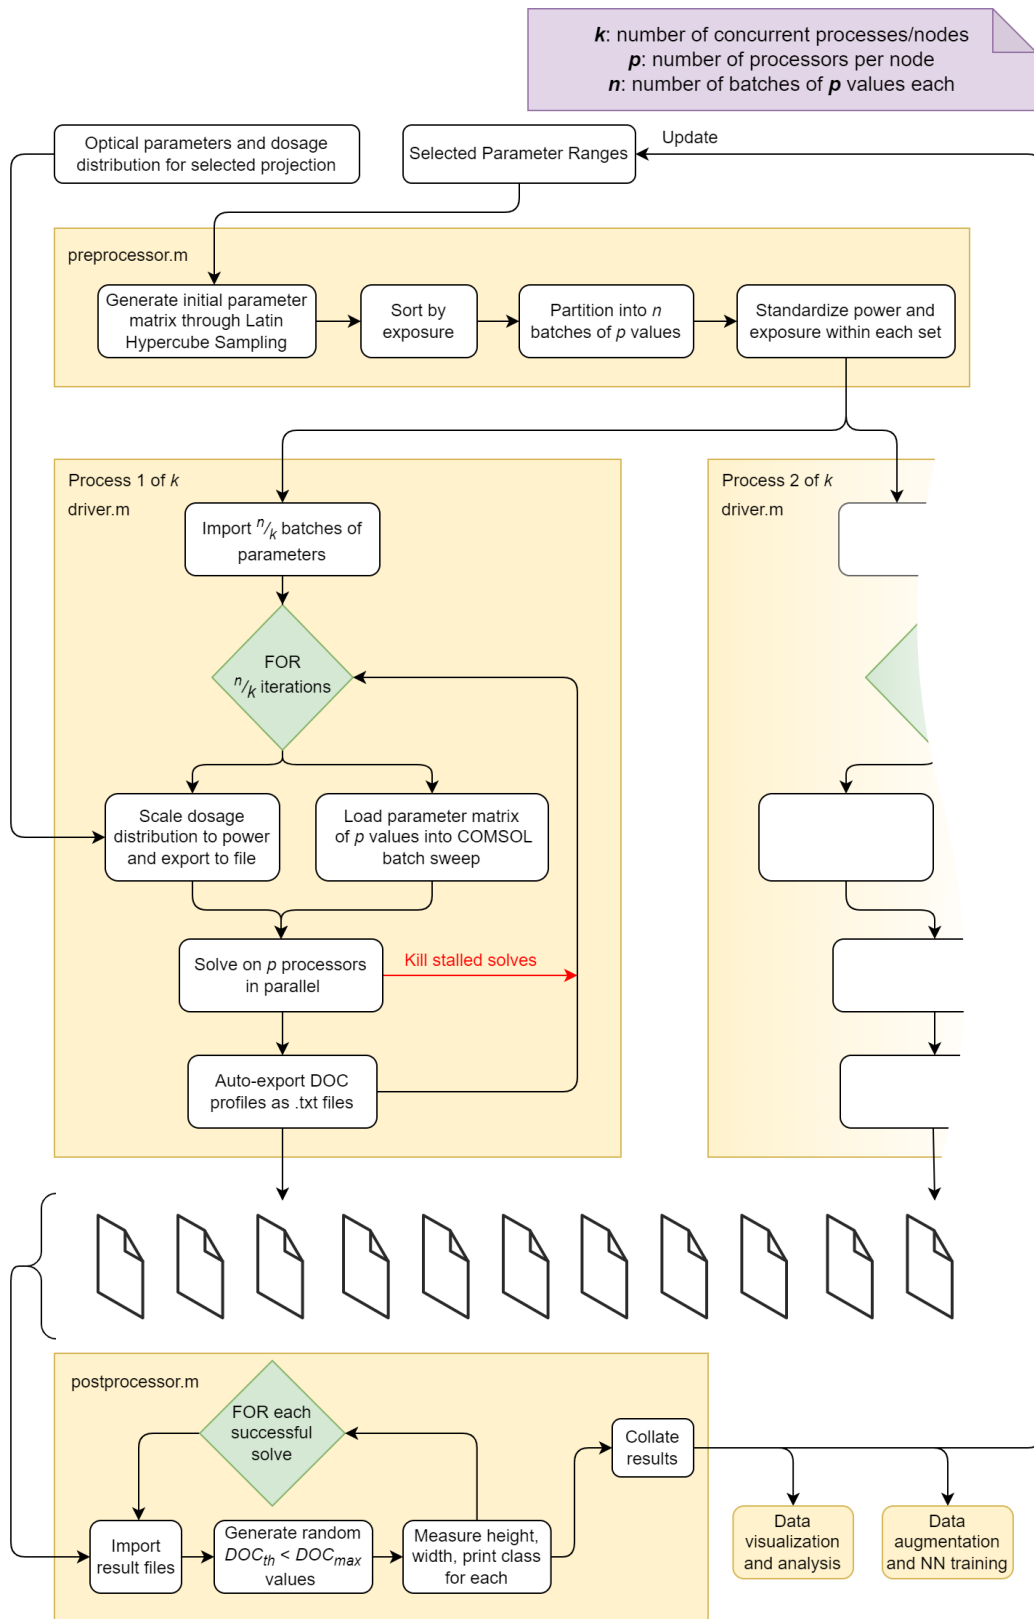 k: number of concurrent processes/nodes
p: number of processors per node
n: number of batches of p values each
Optical parameters and dosage
distribution for selected projection
Selected Parameter Ranges
Update
preprocessor.m
Generate initial parameter
matrix through Latin
Hypercube Sampling
Sort by
exposure
Partition into n
batches of p values
Standardize power and
exposure within each set
Process 1 of k
driver.m
Import n/k batches of
parameters
FOR
n/k iterations
Scale dosage
distribution to power
and export to file
Load parameter matrix
of p values into COMSOL
batch sweep
Solve on p processors
in parallel
Kill stalled solves
Auto-export DOC
profiles as .txt files
Process 2 of k
driver.m
postprocessor.m
FOR each
successful
solve
Import
result files
Generate random
DOCth < DOCmax
values
Measure height,
width, print class
for each
Collate
results
Data
visualization
and analysis
Data
augmentation
and NN training